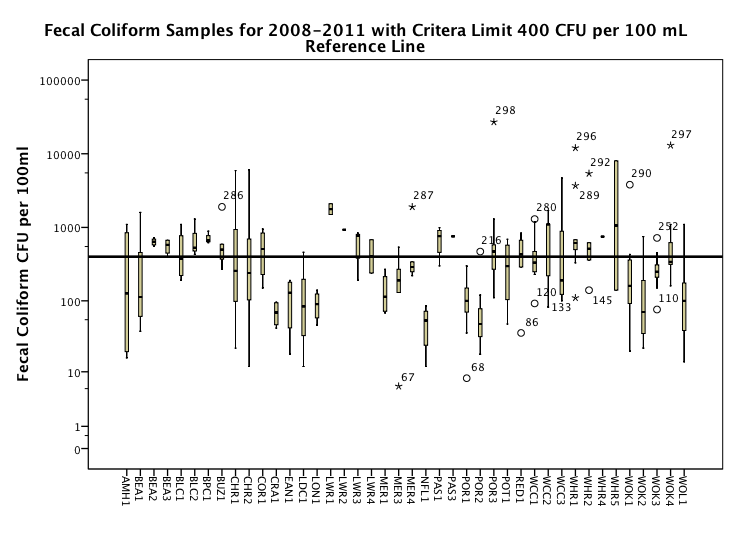 Fecal Coliform Samples for 2008-2011 with Critera Limit 400 CFU per 100 mL
Reference Line
Fecal Coliform CFU per 100ml
100000
10000
1000
100
10
1
0
298
296
297
292
290
289
286
287
280
252
216
120
133
145
110
86
68
67
AMH1
BEA1
BEA2
BEA3
BLC1
BLC2
BPC1
BUZ1
CHR1
CHR2
COR1
CRA1
EAN1
LDC1
LON1
LWR1
LWR2
LWR3
LWR4
MER1
MER3
MER4
NFL1
PAS1
PAS3
POR1
POR2
POR3
POT1
RED1
WCC1
WCC2
WCC3
WHR1
WHR2
WHR4
WHR5
WOK1
WOK2
WOK3
WOK4
WOL1